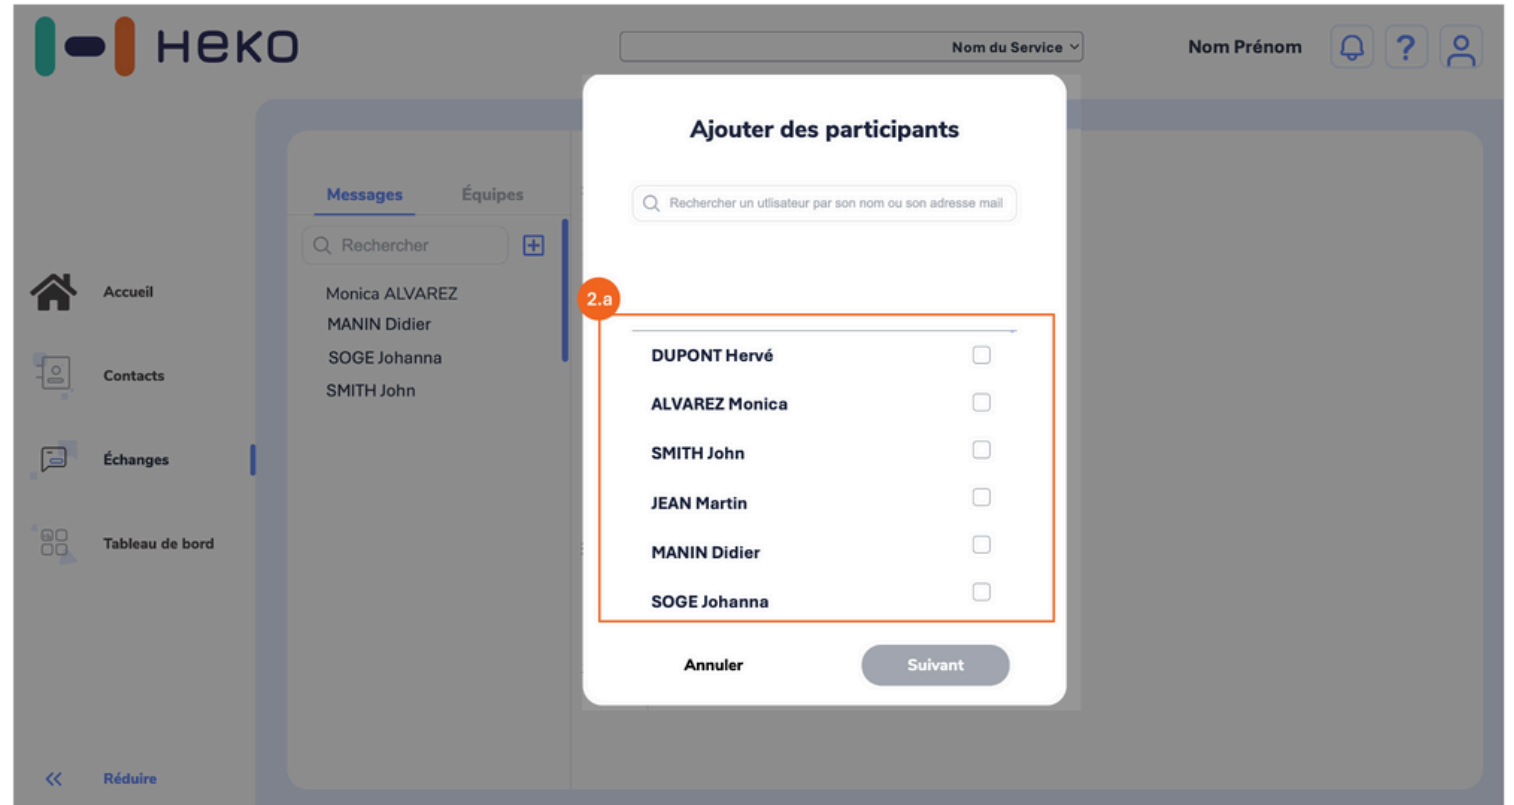 Heko
Nom du Service
Nom Prénom
?
Ajouter des participants
Messages
Équipes
Rechercher un utlisateur par son nom ou son adresse mail
Rechercher
2.a
Accueil
Monica ALVAREZ
MANIN Didier
SOGE Johanna
SMITH John
Contacts
Échanges
Tableau de bord
DUPONT Hervé
ALVAREZ Monica
SMITH John
JEAN Martin
MANIN Didier
SOGE Johanna
Annuler
Suivant
Réduire